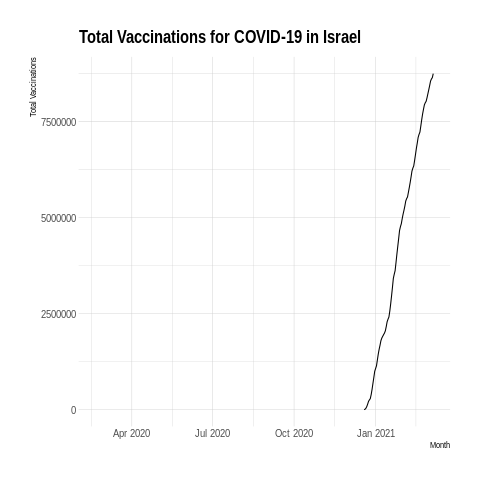 Total Vaccinations for COVID-19 in Israel
Total Vaccinations
7500000
5000000
2500000
0
Apr 2020 Jul 2020 Oct 2020 Jan 2021
Month